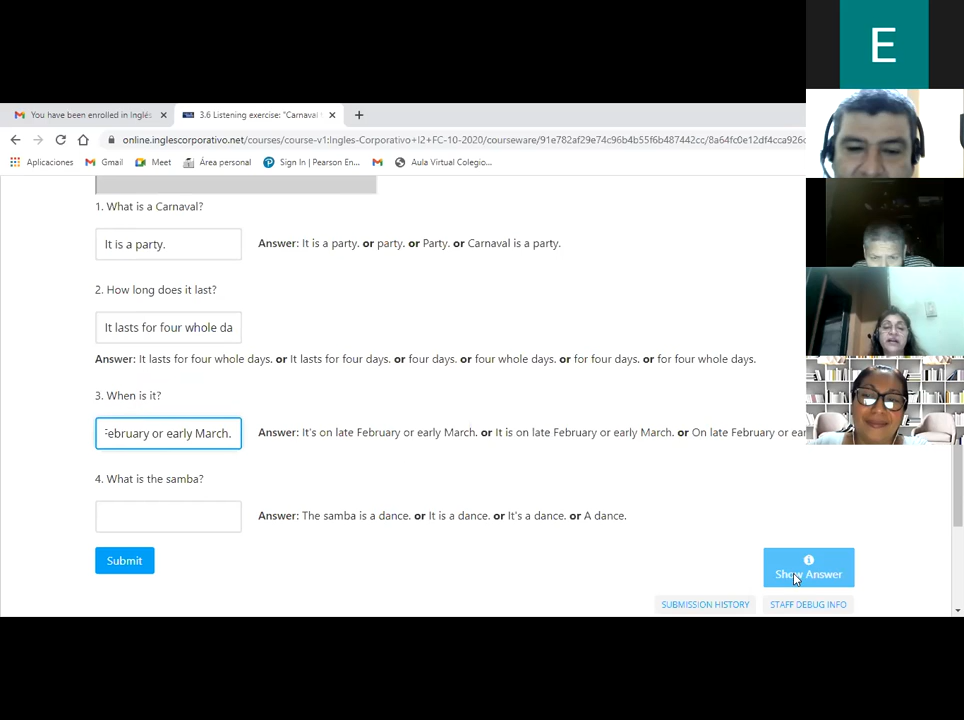 E
You have been enrolled in Inglés
3.6 Listening exercise: "Carnaval
online.inglescorporativo.net/courses/course-v1:Ingles-Corporativo+I2+FC-10-2020/courseware/91e782af29e74c96b4b55f6b487442cc/8a64fc0e12df4cca926c
Aplicaciones Gmail Meet Área personal Sign In | Pearson En... Aula Virtual Colegio...
1. What is a Carnaval?
It is a party. Answer: It is a party. or party. or Party. or Carnaval is a party.
2. How long does it last?
It lasts for four whole da
Answer: It lasts for four whole days. or It lasts for four days. or four days. or four whole days. or for four days. or for four whole days.
3. When is it?
February or early March. Answer: It's on late February or early March. or It is on late February or early March. or On late February or ear
4. What is the samba?
Answer: The samba is a dance. or It is a dance. or It's a dance. or A dance.
Submit
Show Answer
SUBMISSION HISTORY STAFF DEBUG INFO